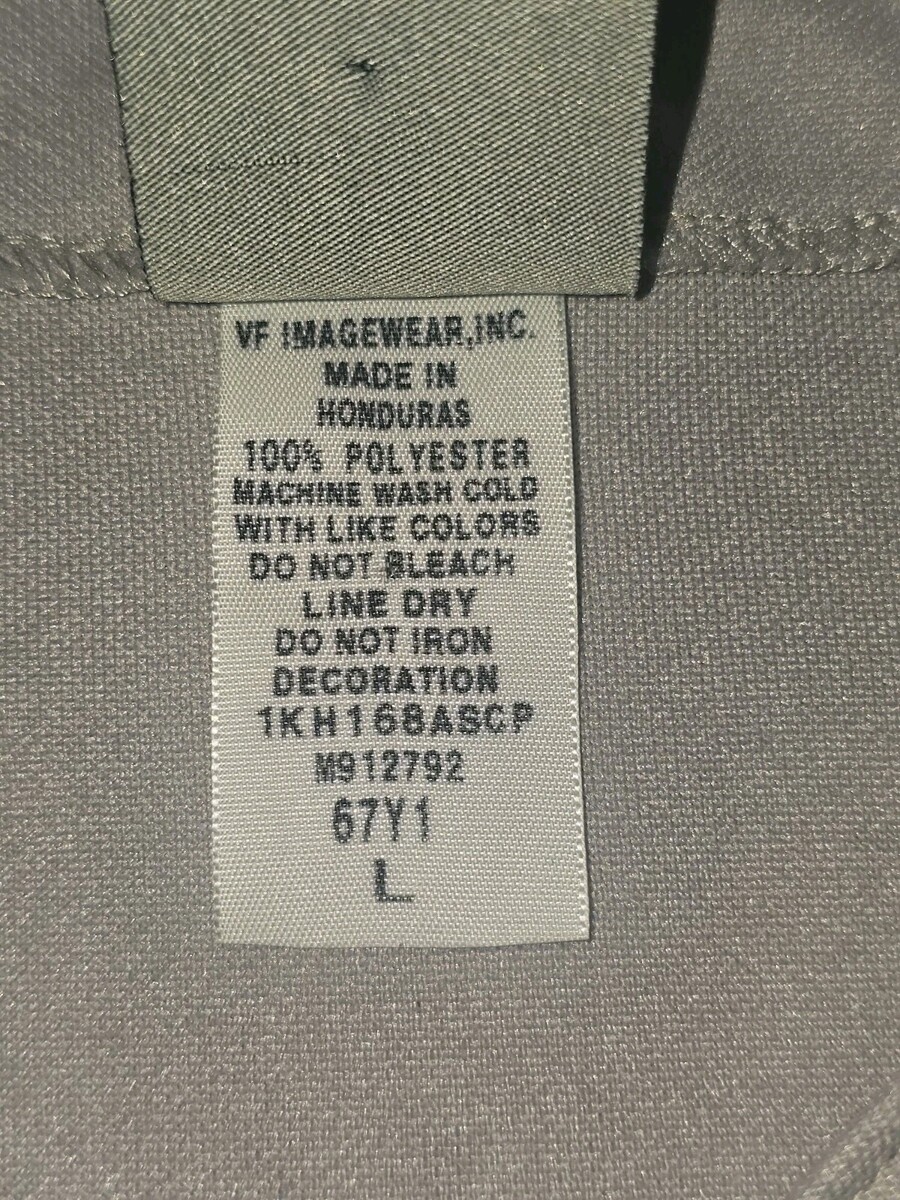 VF IMAGEWEAR,INC.
MADE IN
HONDURAS
100% POLYESTER
MACHINE WASH COLD
WITH LIKE COLORS
DO NOT BLEACH
LINE DRY
DO NOT IRON
DECORATION
1KH168ASCP
M912792
67Y1
L